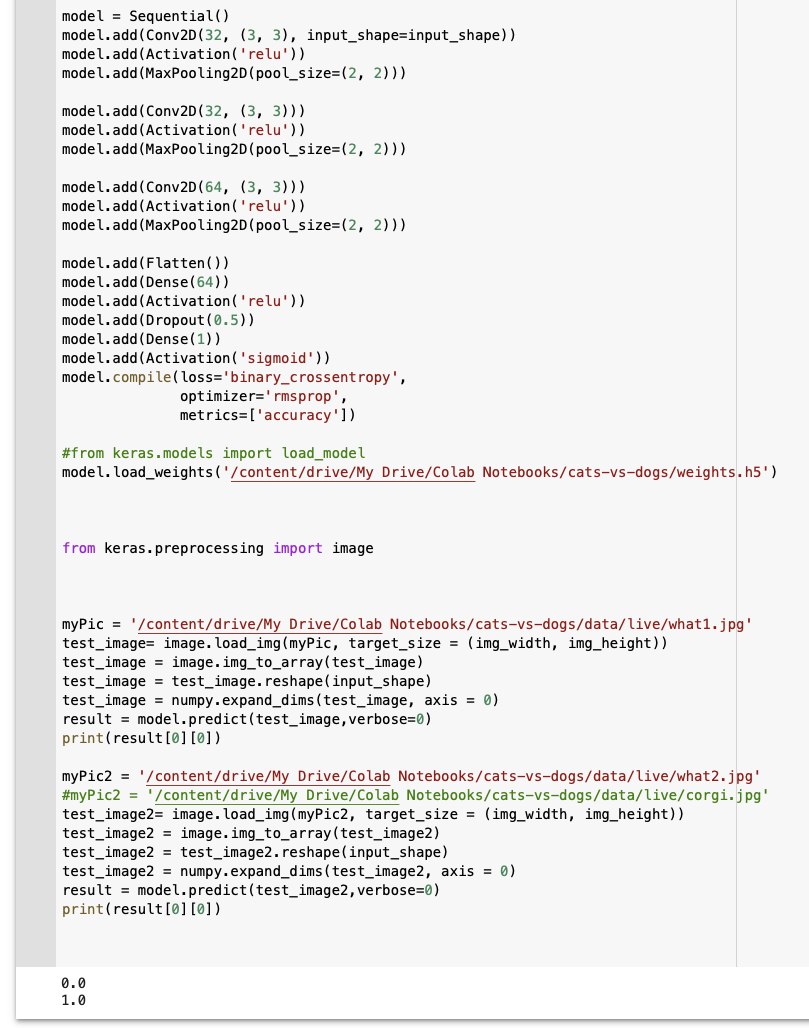 model = Sequential()
model.add(Conv2D(32, (3, 3), input_shape=input_shape))
model.add(Activation('relu'))
model.add(MaxPooling2D(pool_size=(2, 2)))
model.add(Conv2D(32, (3, 3)))
model.add(Activation('relu'))
model.add(MaxPooling2D(pool_size=(2, 2)))
model.add(Conv2D(64, (3, 3)))
model.add(Activation('relu'))
model.add(MaxPooling2D(pool_size=(2, 2)))
model.add(Flatten())
model.add(Dense(64))
model.add(Activation('relu'))
model.add(Dropout(0.5))
model.add(Dense(1))
model.add(Activation('sigmoid'))
model.compile(loss='binary_crossentropy',
              optimizer='rmsprop',
              metrics=['accuracy'])
#from keras.models import load_model
model.load_weights('/content/drive/My Drive/Colab Notebooks/cats-vs-dogs/weights.h5')
from keras.preprocessing import image
myPic = '/content/drive/My Drive/Colab Notebooks/cats-vs-dogs/data/live/what1.jpg'
test_image= image.load_img(myPic, target_size = (img_width, img_height))
test_image = image.img_to_array(test_image)
test_image = test_image.reshape(input_shape)
test_image = numpy.expand_dims(test_image, axis = 0)
result = model.predict(test_image,verbose=0)
print(result[0][0])
myPic2 = '/content/drive/My Drive/Colab Notebooks/cats-vs-dogs/data/live/what2.jpg'
#myPic2 = '/content/drive/My Drive/Colab Notebooks/cats-vs-dogs/data/live/corgi.jpg'
test_image2= image.load_img(myPic2, target_size = (img_width, img_height))
test_image2 = image.img_to_array(test_image2)
test_image2 = test_image2.reshape(input_shape)
test_image2 = numpy.expand_dims(test_image2, axis = 0)
result = model.predict(test_image2,verbose=0)
print(result[0][0])
0.0
1.0